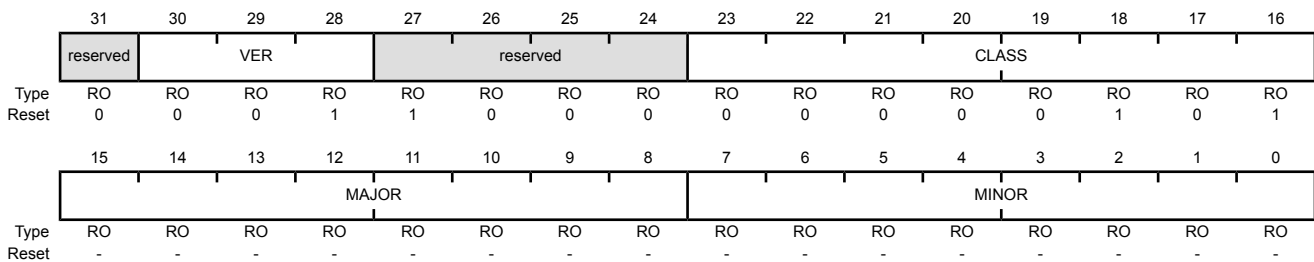 31 30 29 28 27 26 25 24 23 22 21 20 19 18 17 16
reserved VER reserved CLASS
Type RO RO RO RO RO RO RO RO RO RO RO RO RO RO RO RO
Reset 0 0 0 1 1 0 0 0 0 0 0 0 0 1 0 1
15 14 13 12 11 10 9 8 7 6 5 4 3 2 1 0
MAJOR MINOR
Type RO RO RO RO RO RO RO RO RO RO RO RO RO RO RO RO
Reset - - - - - - - - - - - - - - - -